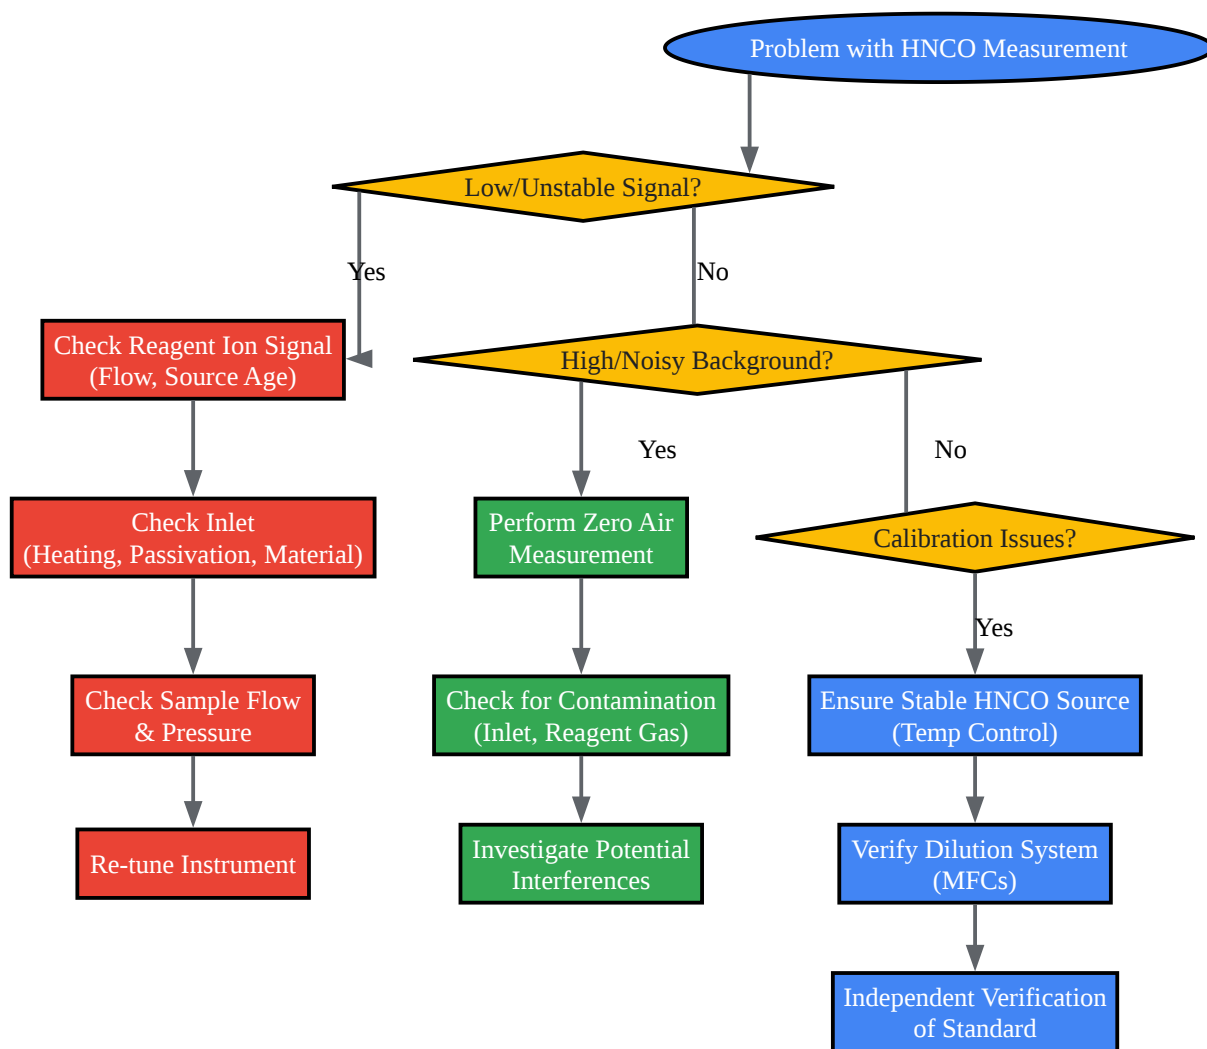 Problem with HNCO Measurement
Low/Unstable Signal?
Yes
No
Check Reagent Ion Signal
(Flow, Source Age)
High/Noisy Background?
Yes
No
Check Inlet
(Heating, Passivation, Material)
Perform Zero Air
Measurement
Calibration Issues?
Yes
Check Sample Flow
& Pressure
Check for Contamination
(Inlet, Reagent Gas)
Ensure Stable HNCO Source
(Temp Control)
Re-tune Instrument
Investigate Potential
Interferences
Verify Dilution System
(MFCs)
Independent Verification
of Standard